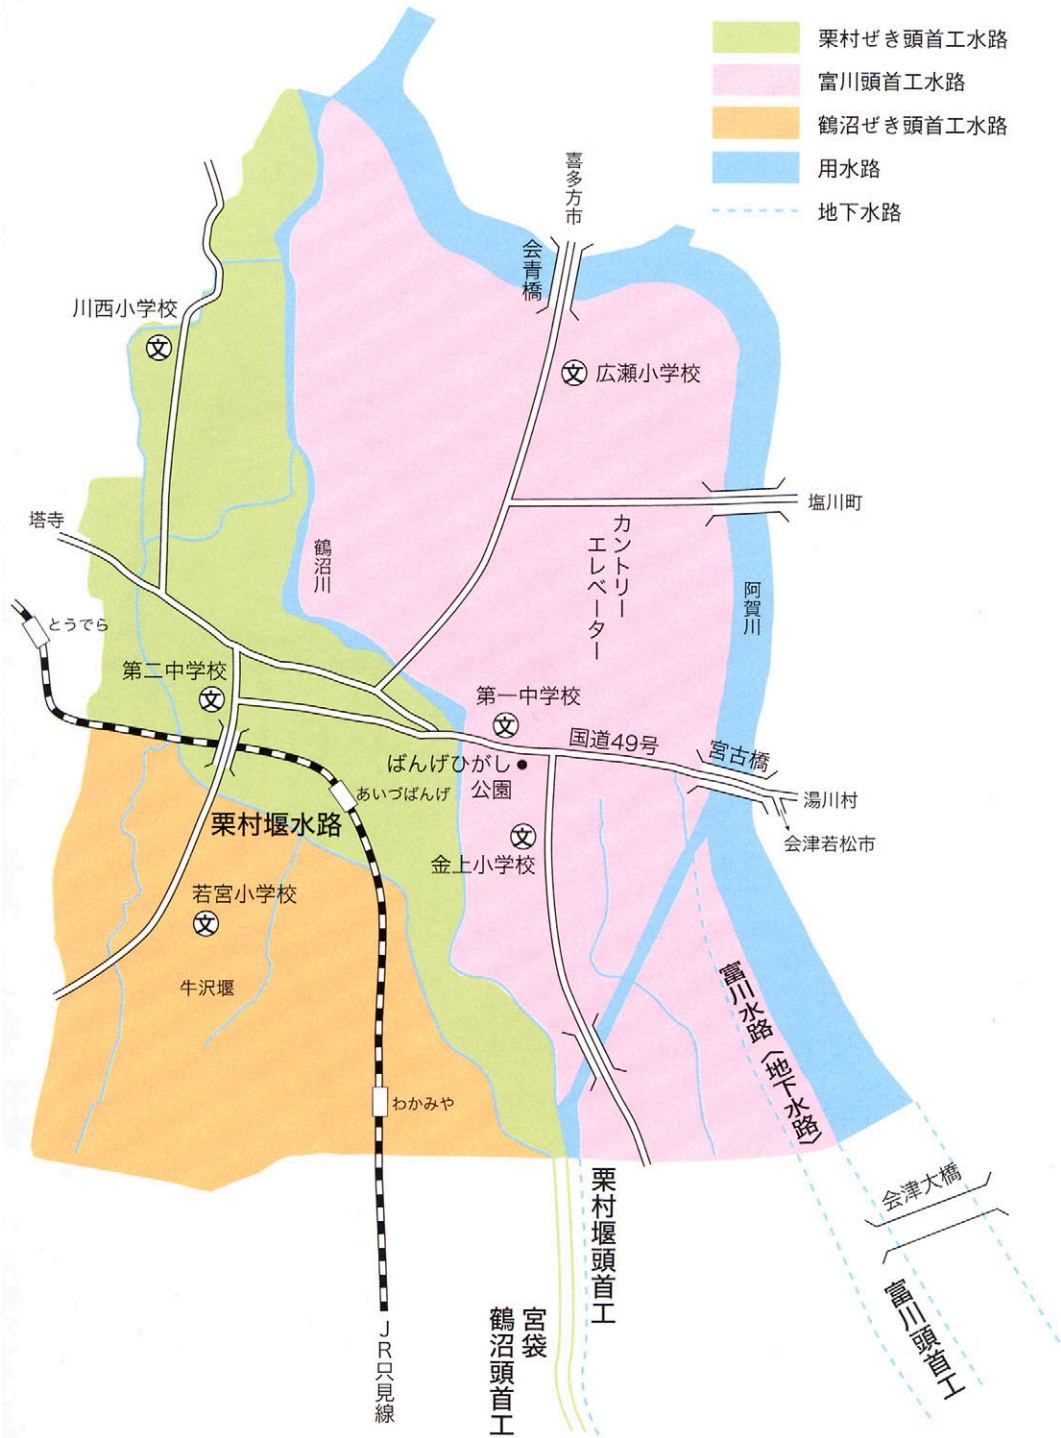 栗村ぜき頭首工水路
富川頭首工水路
鶴沼ぜき頭首工水路
用水路
地下水路
喜多方市
会青橋
川西小学校
文
文
広瀬小学校
塔寺
塩川町
カントリー
エレベーター
鶴沼川
阿賀川
とうでら
第二中学校
文
第一中学校
文
国道49号
宮古橋
ばんげひがし
公園
あいづばんげ
湯川村
会津若松市
栗村堰水路
文
金上小学校
若宮小学校
文
牛沢堰
富川水路〈地下水路〉
わかみや
会津大橋
栗村堰頭首工
宮袋
鶴沼頭首工
富川頭首工
JR只見線